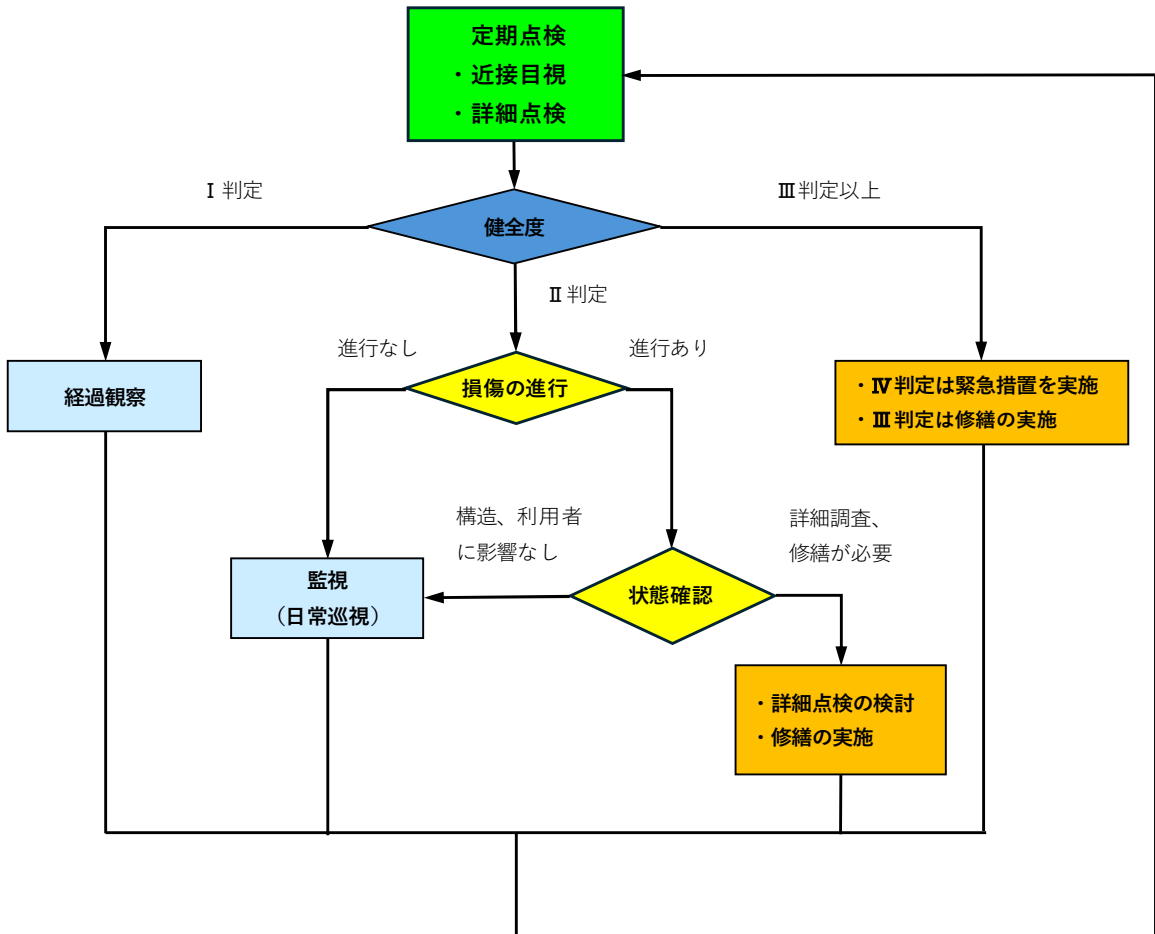 定期点検
・近接目視
・詳細点検
Ⅰ 判定
Ⅲ判定以上
健全度
Ⅱ 判定
進行なし
進行あり
経過観察
損傷の進行
・Ⅳ判定は緊急措置を実施
・Ⅲ判定は修繕の実施
構造、利用者
に影響なし
詳細調査、
修繕が必要
監視
（日常巡視）
状態確認
・詳細点検の検討
・修繕の実施